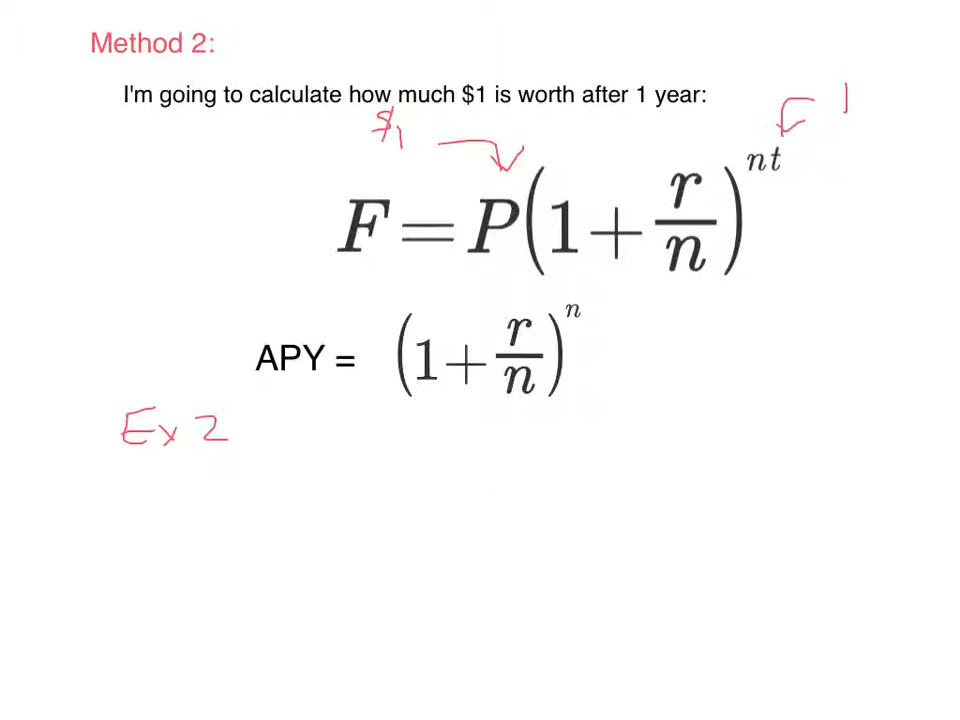 Method 2:
I'm going to calculate how much $1 is worth after 1 year:
$1 1
F = P(1 + r/n)^nt
APY = (1 + r/n)^n
Ex 2